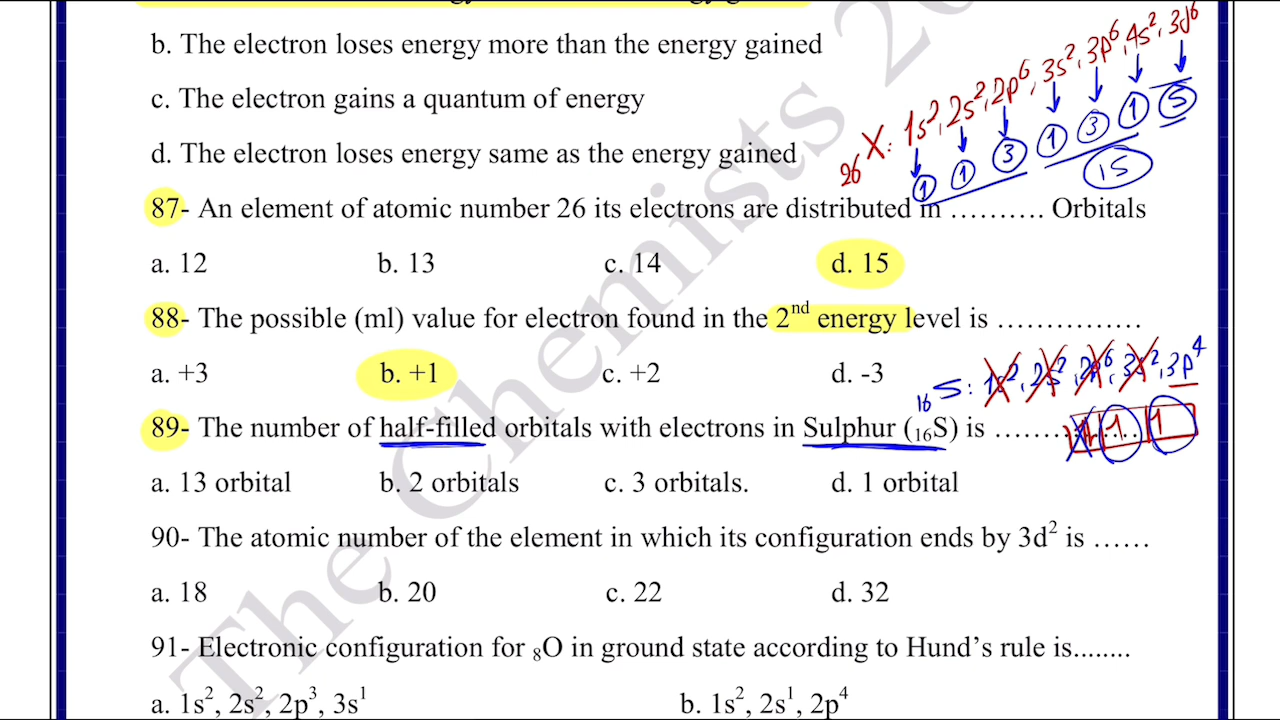 b. The electron loses energy more than the energy gained
c. The electron gains a quantum of energy
d. The electron loses energy same as the energy gained
₂₆X: 1s², 2s², 2p⁶, 3s², 3p⁶, 4s², 3d⁶
1 1 3 1 3 1 5
15
87- An element of atomic number 26 its electrons are distributed in ………. Orbitals
a. 12 b. 13 c. 14 d. 15
88- The possible (ml) value for electron found in the 2ⁿᵈ energy level is ……………
a. +3 b. +1 c. +2 d. -3
₁₆S: 1s², 2s², 2p⁶, 3s², 3p⁴
89- The number of half-filled orbitals with electrons in Sulphur (₁₆S) is ……………
1 1
a. 13 orbital b. 2 orbitals c. 3 orbitals. d. 1 orbital
90- The atomic number of the element in which its configuration ends by 3d² is ……
a. 18 b. 20 c. 22 d. 32
91- Electronic configuration for ₈O in ground state according to Hund’s rule is........
a. 1s², 2s², 2p³, 3s¹ b. 1s², 2s¹, 2p⁴
The Chemists 20